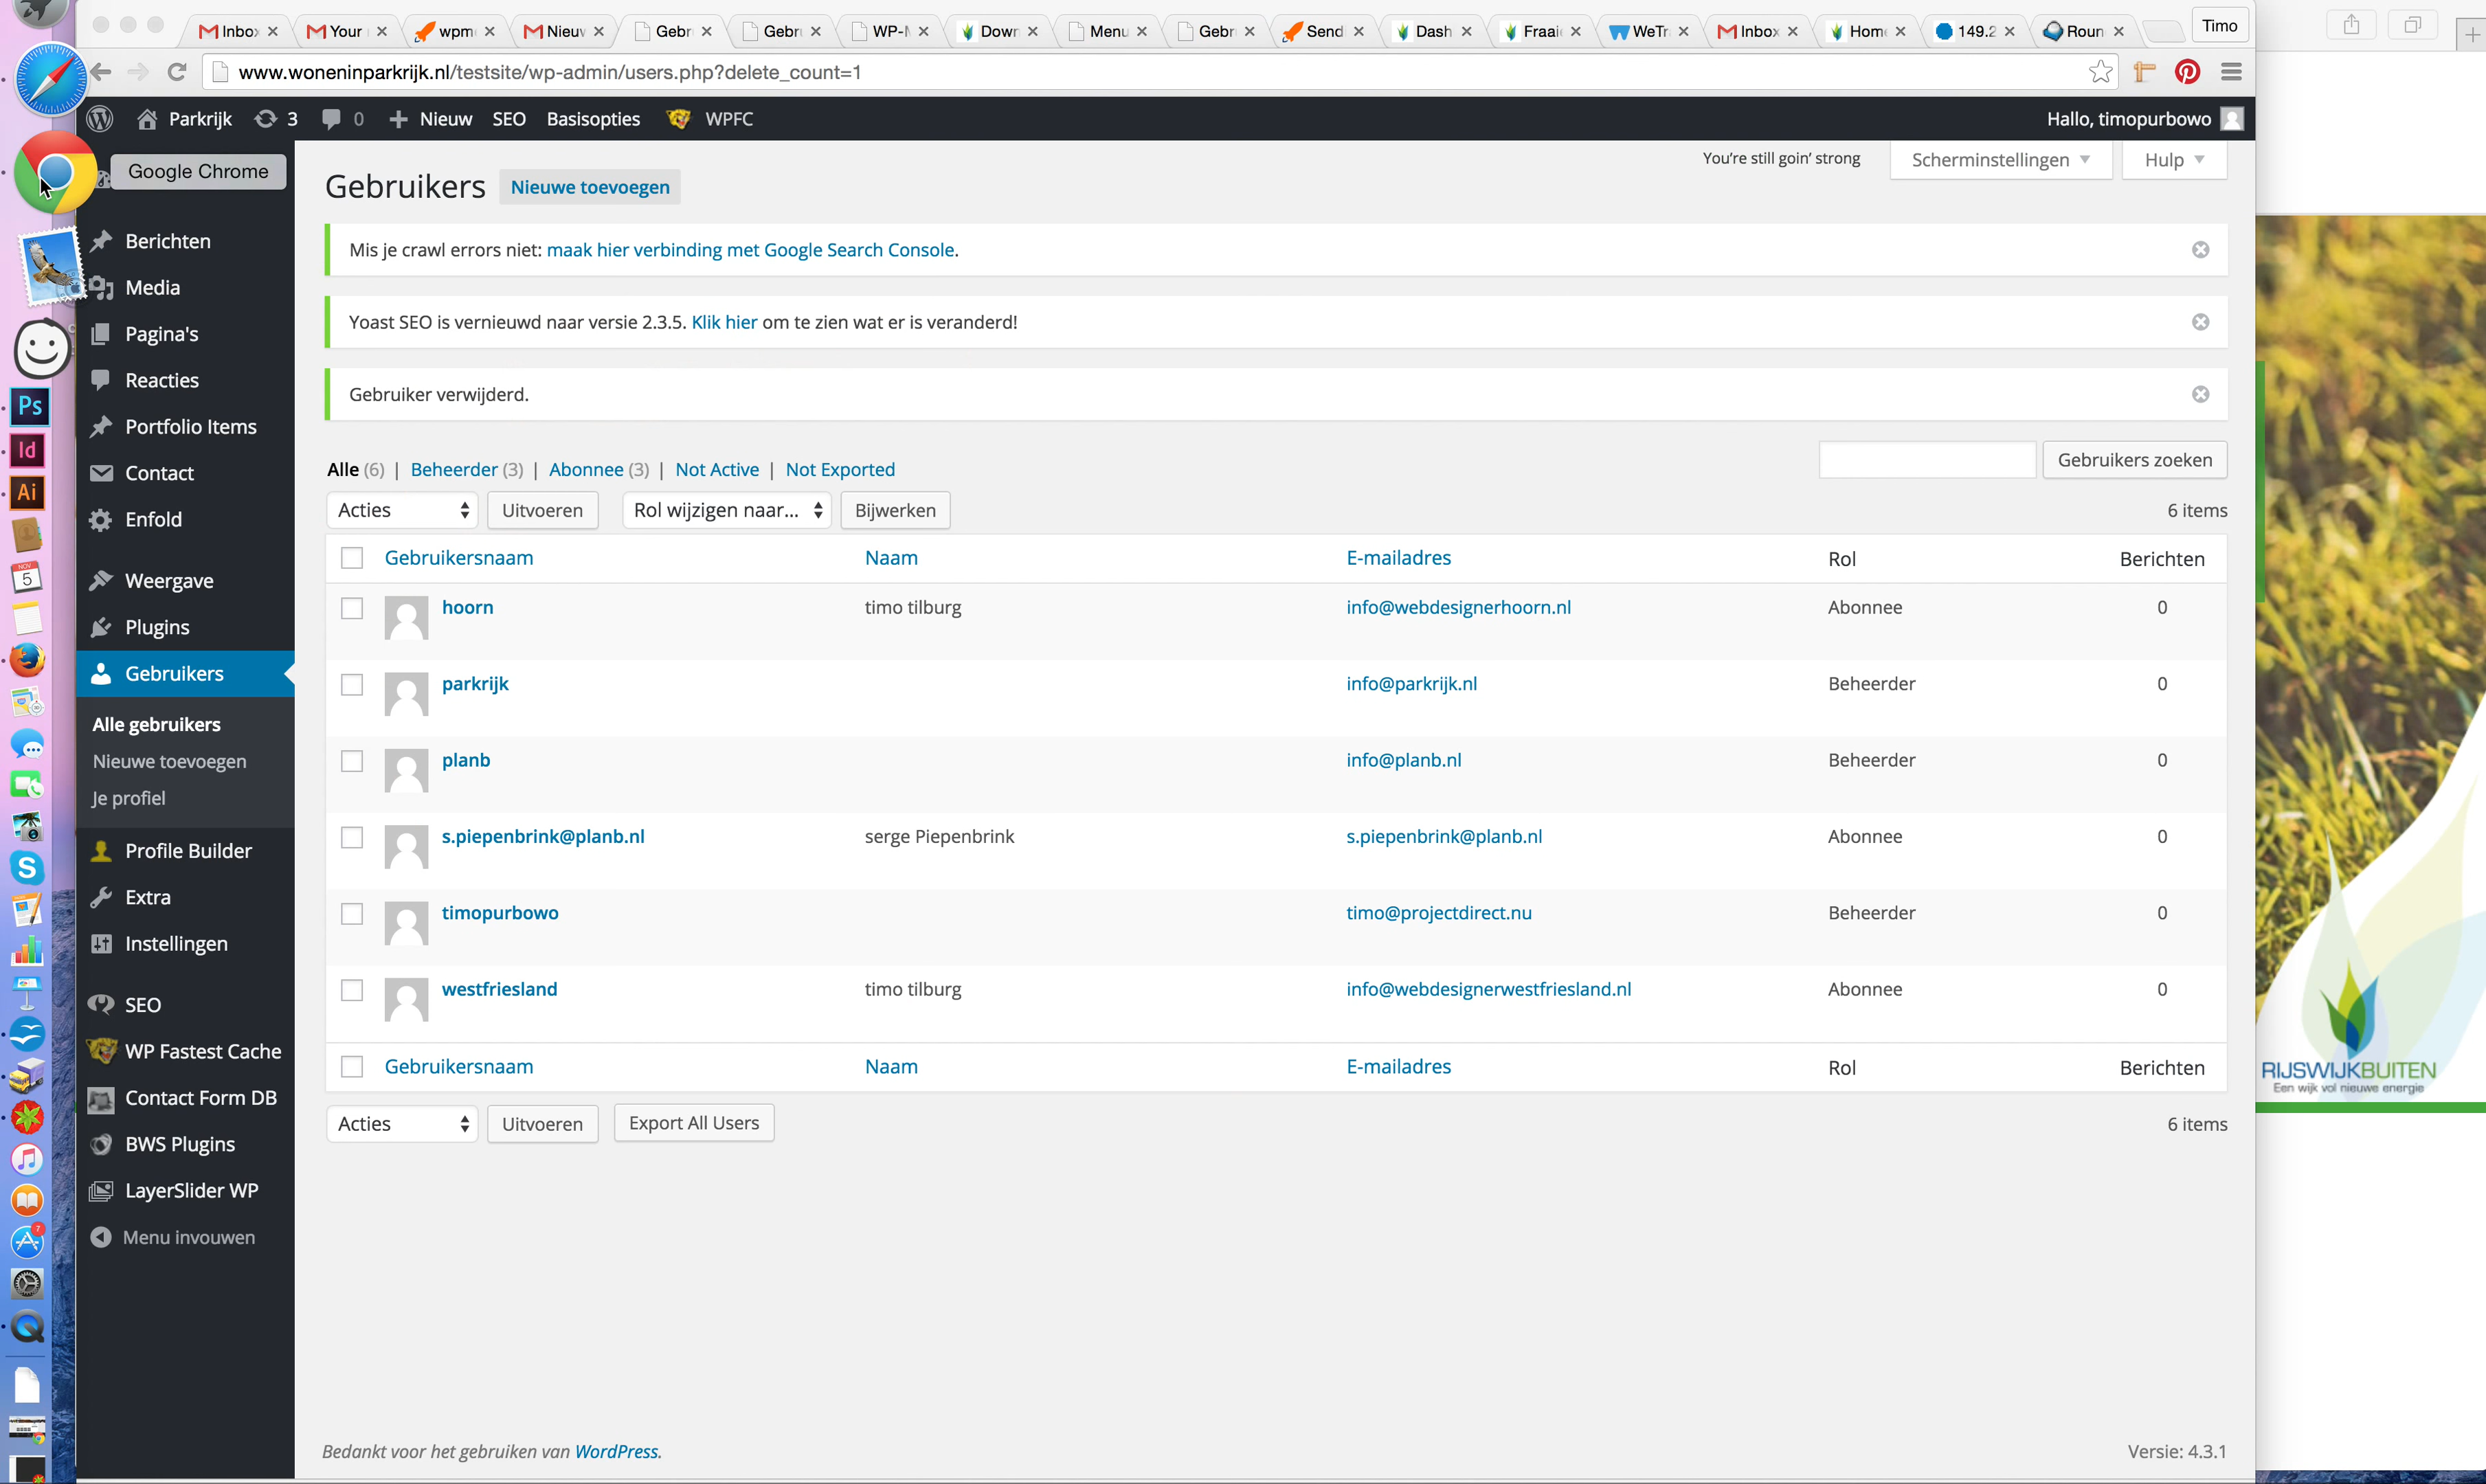 Inbox
Your
wpm
Nieuw
Gebr
Gebr
WP-
Down
Menu
Gebr
Send
Dash
Fraai
WeTr
Inbox
Home
149.2
Roun
Timo
www.woneninparkrijk.nl/testsite/wp-admin/users.php?delete_count=1
Parkrijk 3 0 + Nieuw SEO Basisopties WPFC
Hallo, timopurbowo
Google Chrome
Berichten
Media
Pagina's
Reacties
Portfolio Items
Contact
Enfold
Weergave
Plugins
Gebruikers
Alle gebruikers
Nieuwe toevoegen
Je profiel
Profile Builder
Extra
Instellingen
SEO
WP Fastest Cache
Contact Form DB
BWS Plugins
LayerSlider WP
Menu invouwen
Ps
Id
Ai
NOV
5
S
7
You're still goin' strong
Scherminstellingen
Hulp
Gebruikers Nieuwe toevoegen
Mis je crawl errors niet: maak hier verbinding met Google Search Console.
Yoast SEO is vernieuwd naar versie 2.3.5. Klik hier om te zien wat er is veranderd!
Gebruiker verwijderd.
Alle (6) | Beheerder (3) | Abonnee (3) | Not Active | Not Exported
Gebruikers zoeken
Acties Uitvoeren Rol wijzigen naar... Bijwerken 6 items
Gebruikersnaam Naam E-mailadres Rol Berichten
hoorn timo tilburg info@webdesignerhoorn.nl Abonnee 0
parkrijk info@parkrijk.nl Beheerder 0
planb info@planb.nl Beheerder 0
s.piepenbrink@planb.nl serge Piepenbrink s.piepenbrink@planb.nl Abonnee 0
timopurbowo timo@projectdirect.nu Beheerder 0
westfriesland timo tilburg info@webdesignerwestfriesland.nl Abonnee 0
Gebruikersnaam Naam E-mailadres Rol Berichten
Acties Uitvoeren Export All Users 6 items
Bedankt voor het gebruiken van WordPress.
Versie: 4.3.1
RIJSWIJKBUITEN
Een wijk vol nieuwe energie